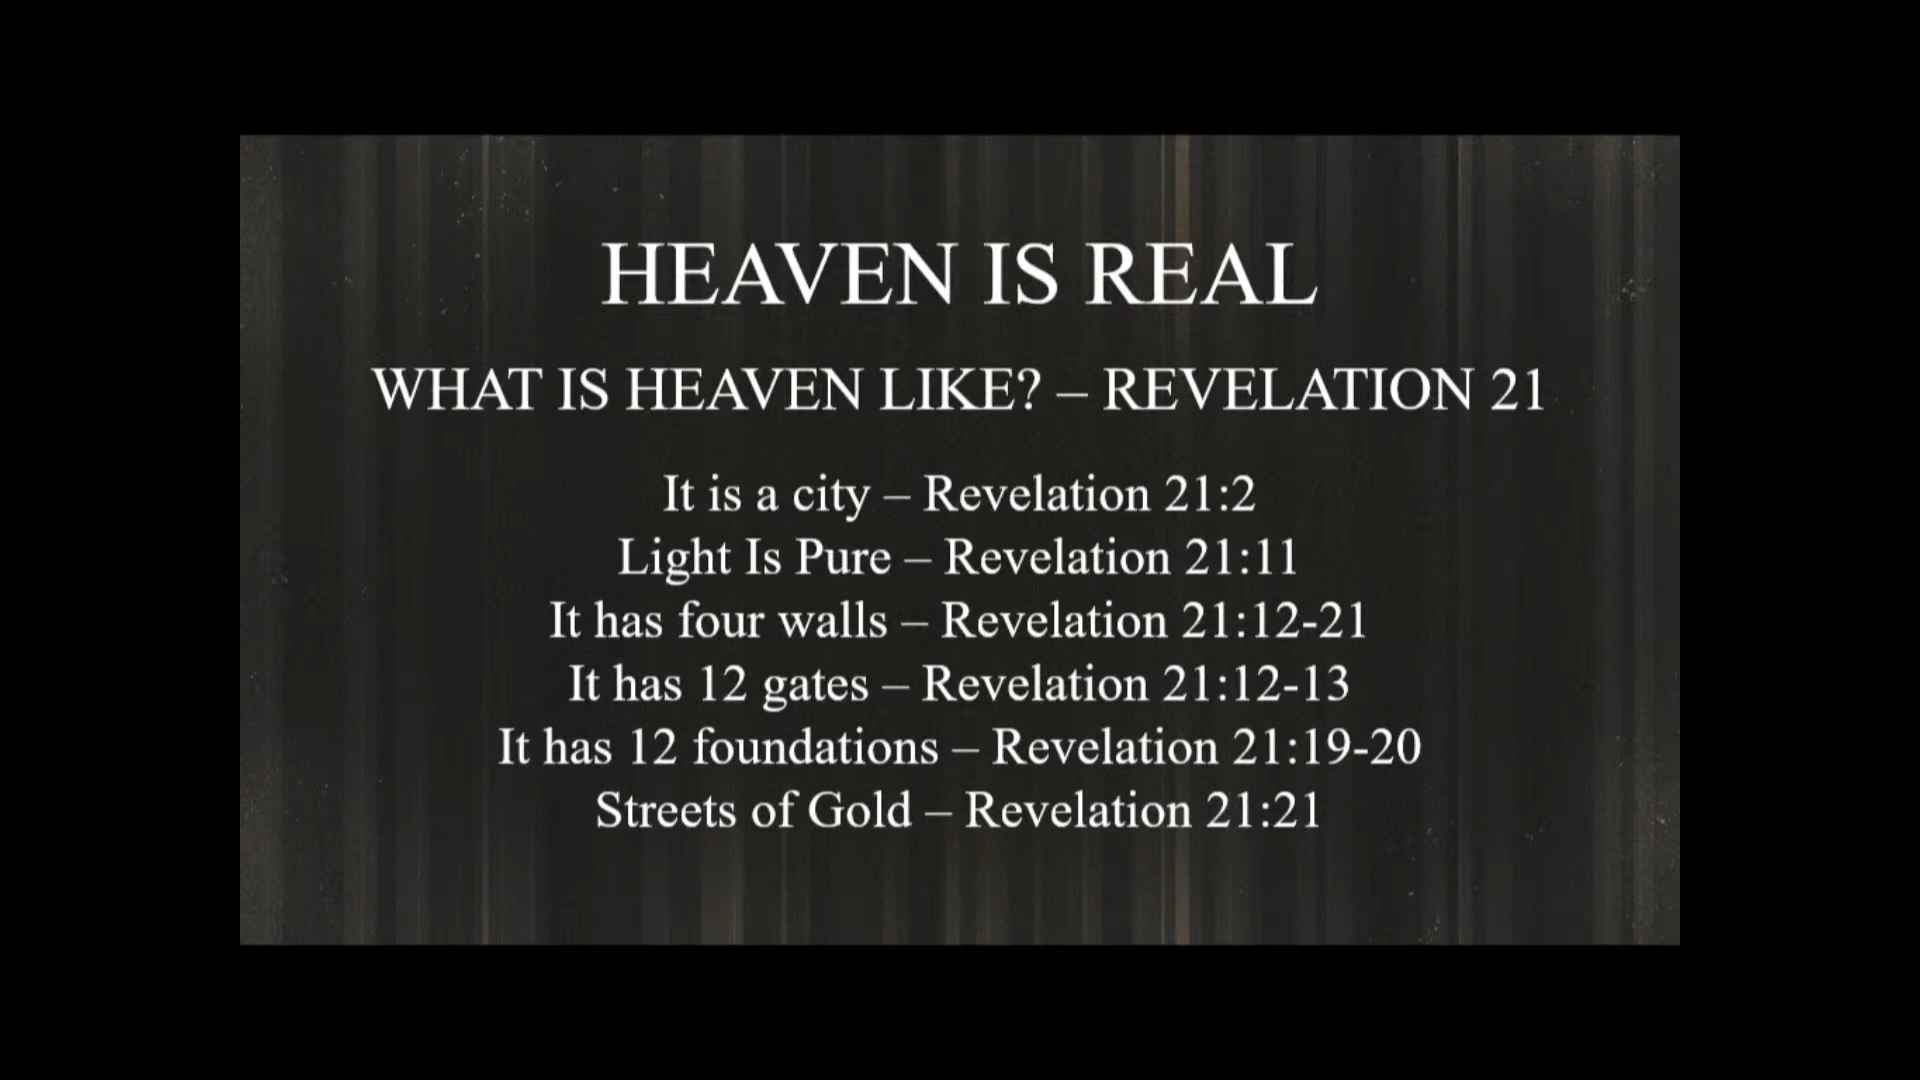 HEAVEN IS REAL
WHAT IS HEAVEN LIKE? – REVELATION 21
It is a city – Revelation 21:2
Light Is Pure – Revelation 21:11
It has four walls – Revelation 21:12-21
It has 12 gates – Revelation 21:12-13
It has 12 foundations – Revelation 21:19-20
Streets of Gold – Revelation 21:21